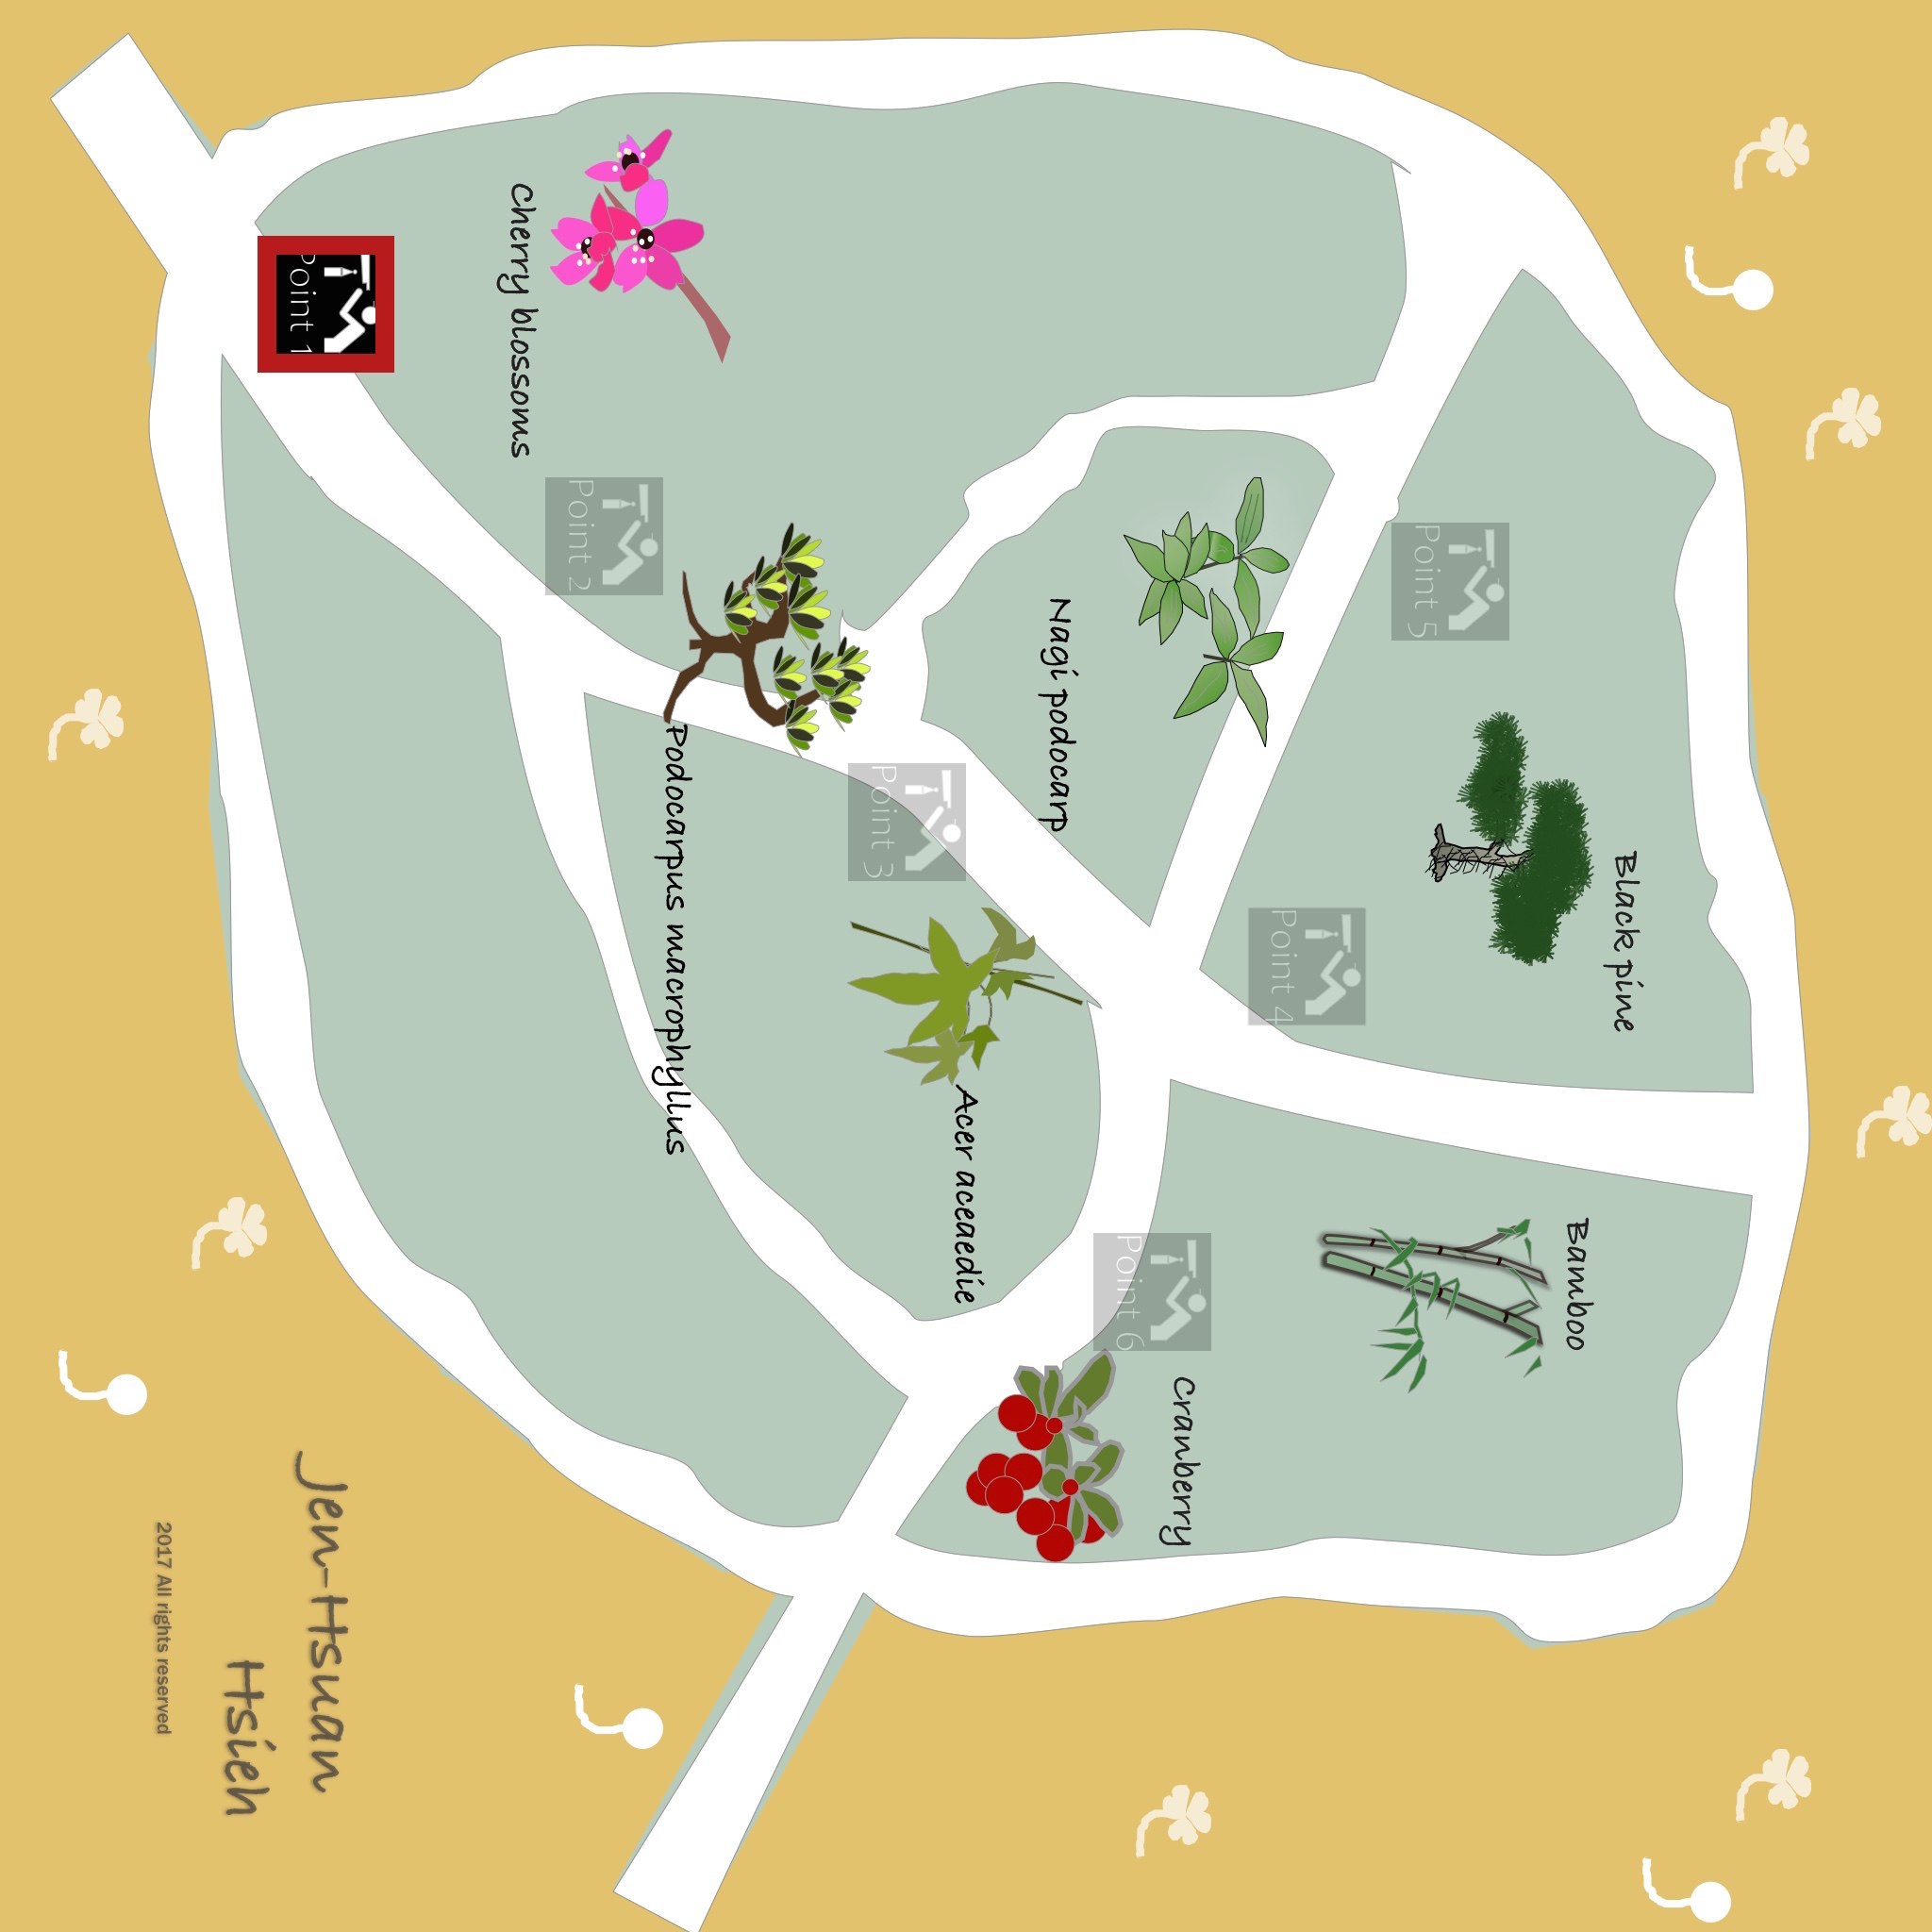 Black pine
Bamboo
Point 5
Point 4
Cranberry
Point 6
Nagi podocarp
Acer aceaedie
Point 3
Podocarpus macrophyllus
Point 2
Cherry blossoms
Point 1
Jen-Hsuan
Hsieh
2017 All rights reserved